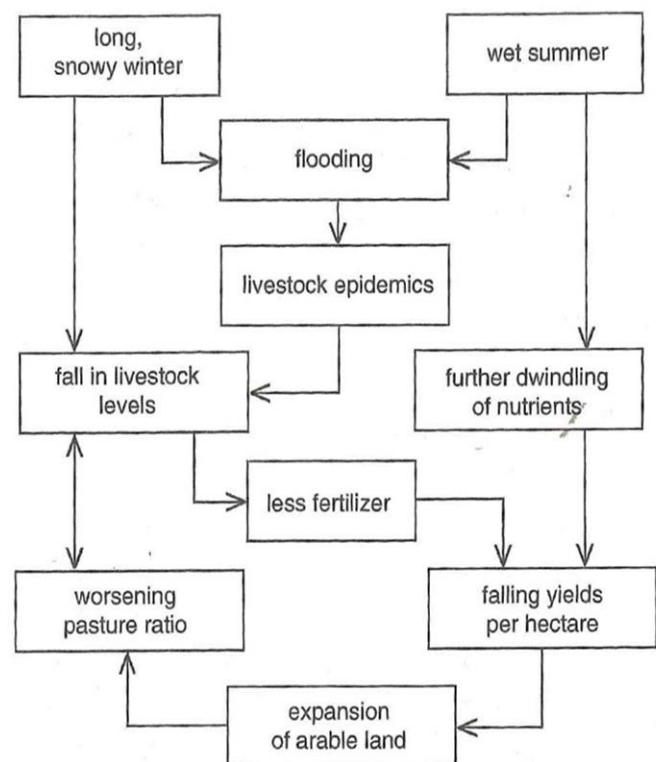 long,
snowy winter
wet summer
flooding
livestock epidemics
fall in livestock
levels
further dwindling
of nutrients
less fertilizer
worsening
pasture ratio
falling yields
per hectare
expansion
of arable land